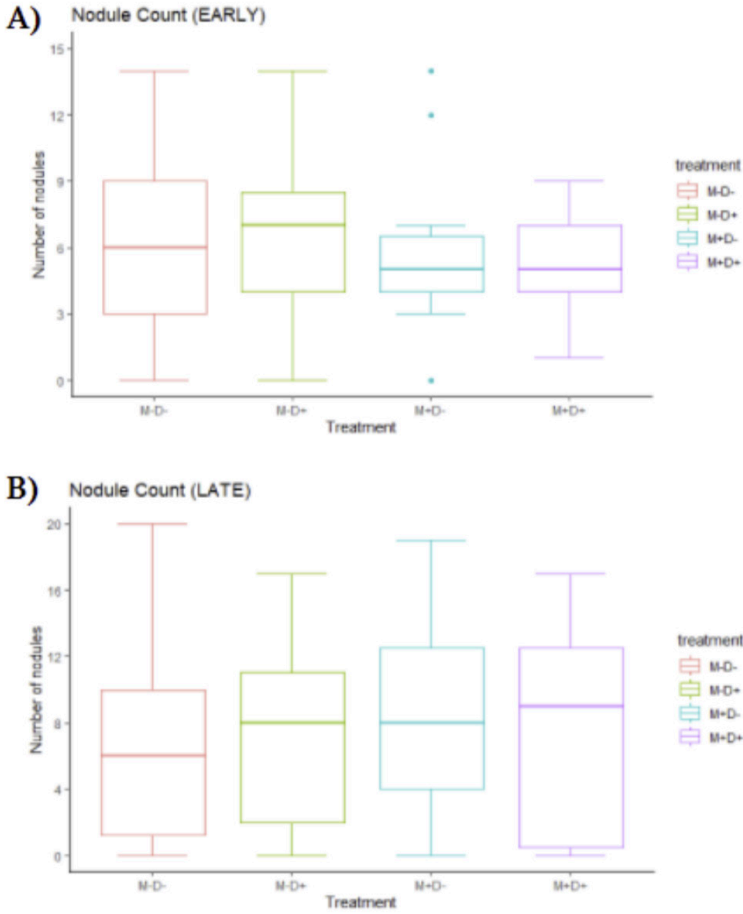 A)
Nodule Count (EARLY)
15
12
9
6
3
0
Number of nodules
M-D-
M-D+
M+D-
M+D+
Treatment
treatment
M-D-
M-D+
M+D-
M+D+
B)
Nodule Count (LATE)
20
16
12
8
4
0
Number of nodules
M-D-
M-D+
M+D-
M+D+
Treatment
treatment
M-D-
M-D+
M+D-
M+D+